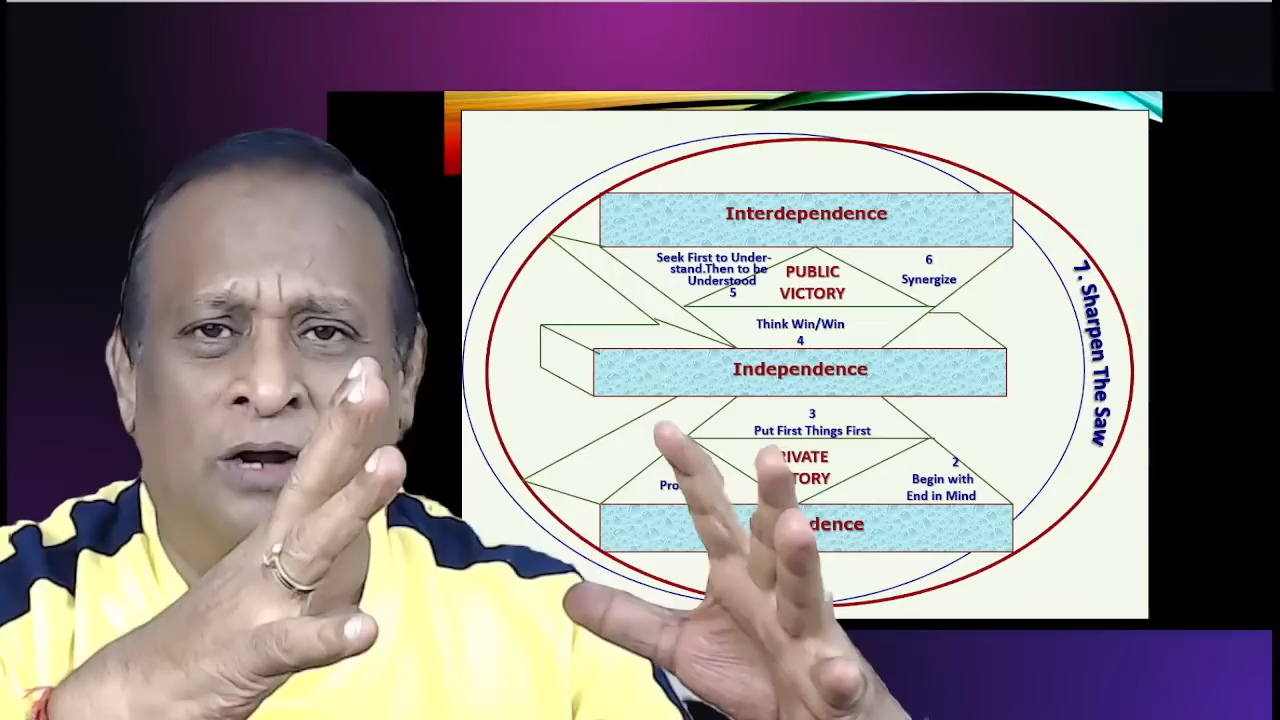 Interdependence
Seek First to Under-
stand.Then to be
Understood
5
PUBLIC
VICTORY
6
Synergize
Think Win/Win
4
Independence
3
Put First Things First
2
Begin with
End in Mind
7. Sharpen The Saw